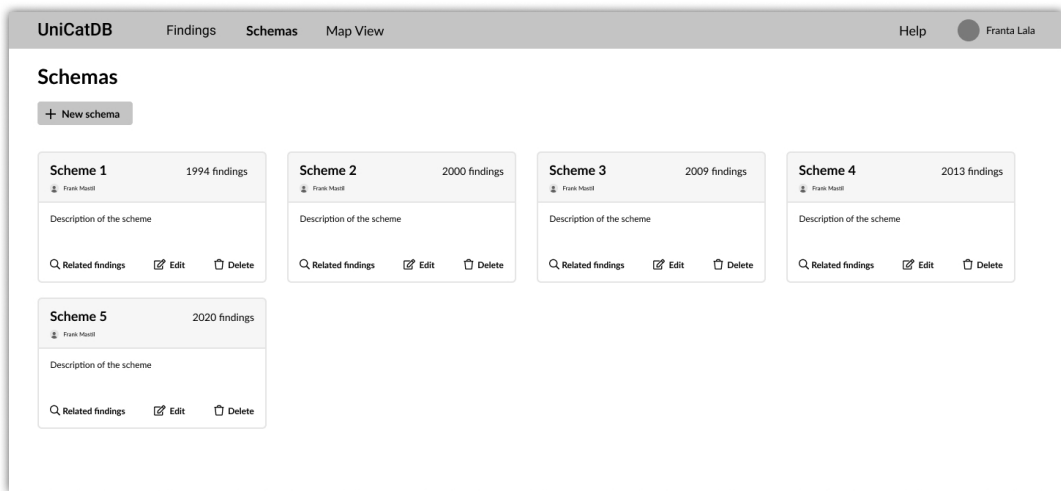 UniCatDB Findings Schemas Map View Help Franta Lala
Schemas
+ New schema
Scheme 1 1994 findings
Frank Mastil
Description of the scheme
Related findings Edit Delete
Scheme 2 2000 findings
Frank Mastil
Description of the scheme
Related findings Edit Delete
Scheme 3 2009 findings
Frank Mastil
Description of the scheme
Related findings Edit Delete
Scheme 4 2013 findings
Frank Mastil
Description of the scheme
Related findings Edit Delete
Scheme 5 2020 findings
Frank Mastil
Description of the scheme
Related findings Edit Delete